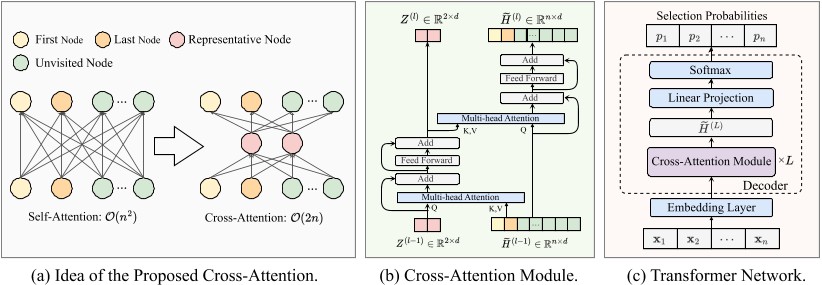 First Node Last Node Representative Node
Unvisited Node
...
...
Self-Attention: O(n²)
Cross-Attention: O(2n)
(a) Idea of the Proposed Cross-Attention.
Z^(l) ∈ ℝ^{2×d}
H̃^(l) ∈ ℝ^{n×d}
...
Add
Feed Forward
Add
Multi-head Attention
K,V
Q
Add
Feed Forward
Add
Multi-head Attention
Q
K,V
...
Z^(l−1) ∈ ℝ^{2×d}
H̃^(l−1) ∈ ℝ^{n×d}
(b) Cross-Attention Module.
Selection Probabilities
p₁ p₂ ⋯ pₙ
Softmax
Linear Projection
H̃^(L)
Cross-Attention Module ×L
Decoder
Embedding Layer
x₁ x₂ ⋯ xₙ
(c) Transformer Network.